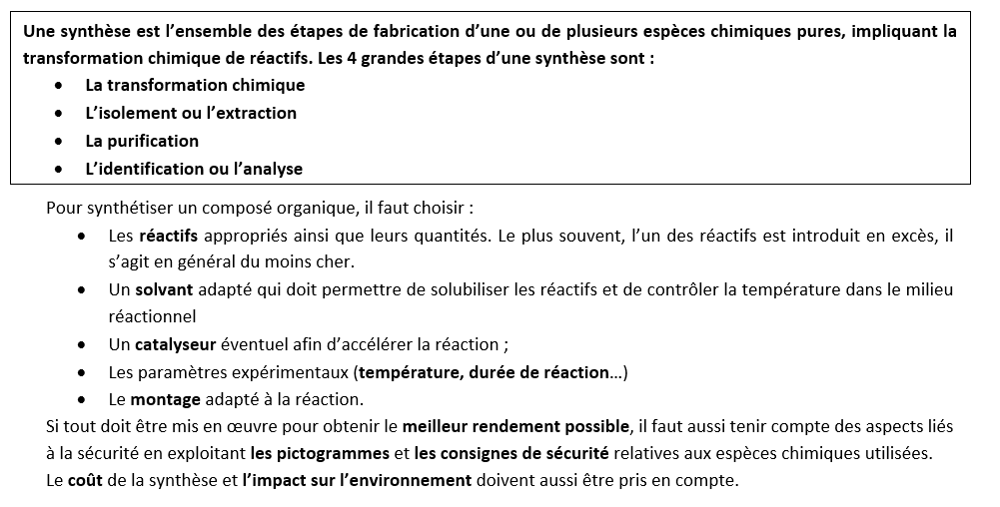 Une synthèse est l’ensemble des étapes de fabrication d’une ou de plusieurs espèces chimiques pures, impliquant la
transformation chimique de réactifs. Les 4 grandes étapes d’une synthèse sont :
• La transformation chimique
• L’isolement ou l’extraction
• La purification
• L’identification ou l’analyse
Pour synthétiser un composé organique, il faut choisir :
• Les réactifs appropriés ainsi que leurs quantités. Le plus souvent, l’un des réactifs est introduit en excès, il
s’agit en général du moins cher.
• Un solvant adapté qui doit permettre de solubiliser les réactifs et de contrôler la température dans le milieu
réactionnel
• Un catalyseur éventuel afin d’accélérer la réaction ;
• Les paramètres expérimentaux (température, durée de réaction…)
• Le montage adapté à la réaction.
Si tout doit être mis en œuvre pour obtenir le meilleur rendement possible, il faut aussi tenir compte des aspects liés
à la sécurité en exploitant les pictogrammes et les consignes de sécurité relatives aux espèces chimiques utilisées.
Le coût de la synthèse et l’impact sur l’environnement doivent aussi être pris en compte.